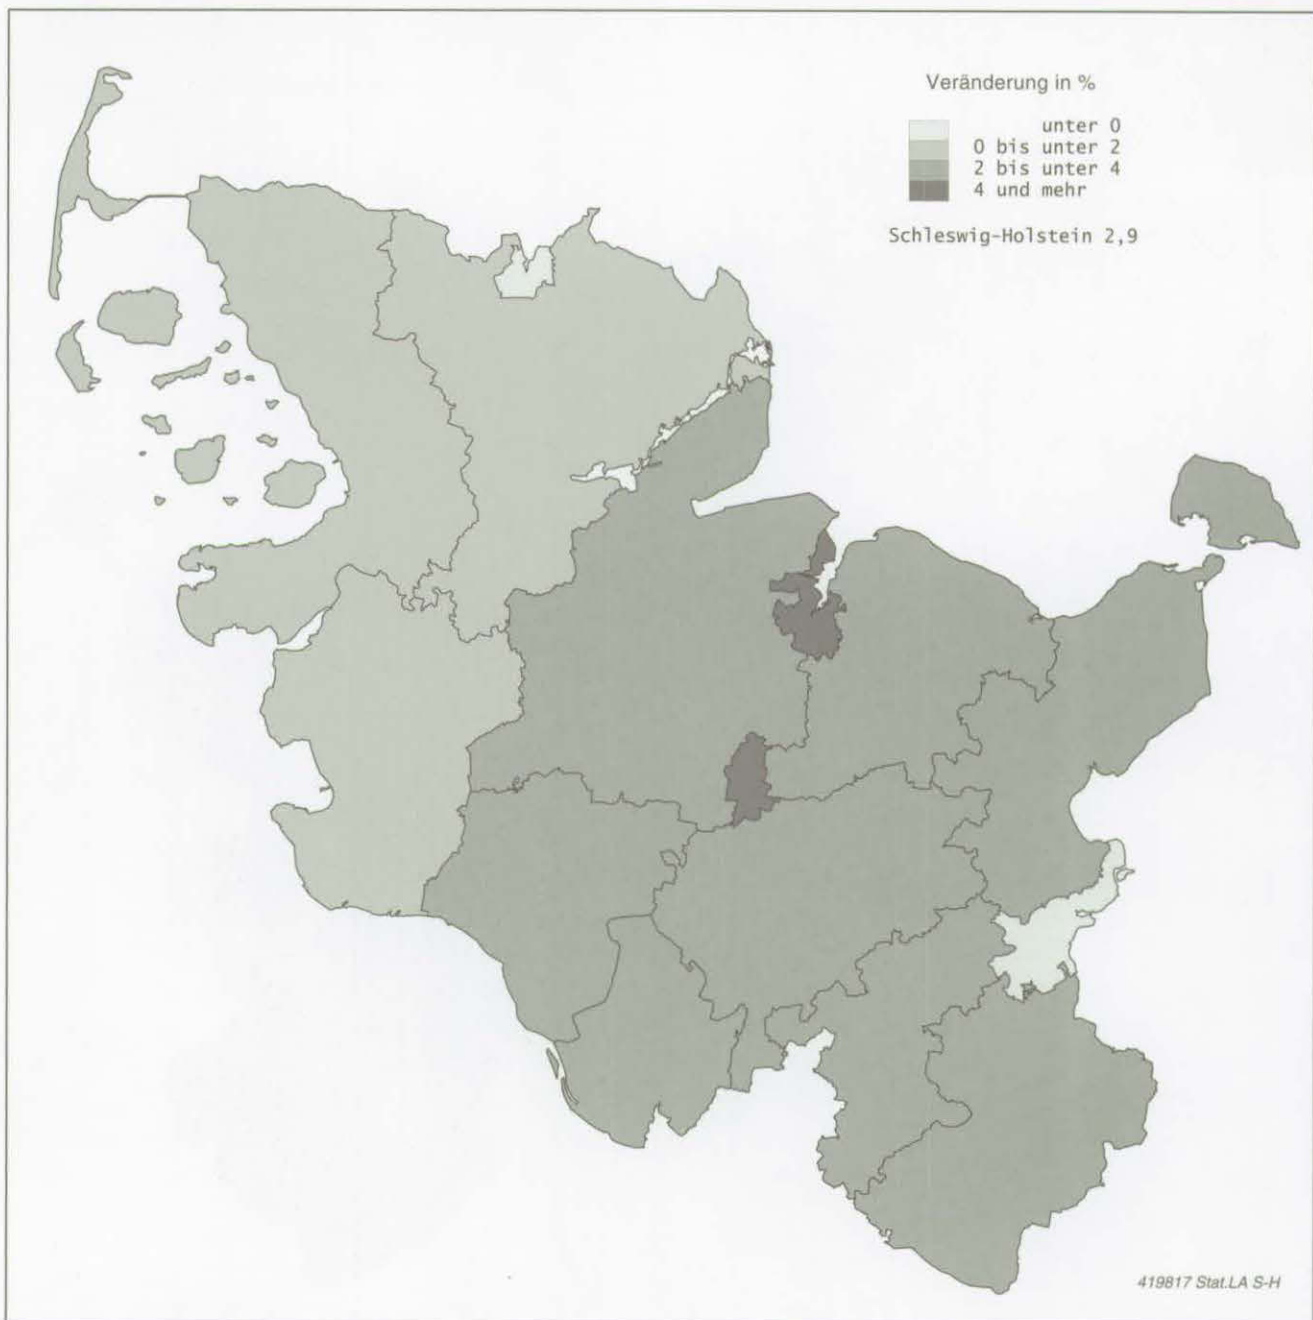 Veränderung in %
unter 0
0 bis unter 2
2 bis unter 4
4 und mehr
Schleswig-Holstein 2,9
419817 Stat.LA S-H